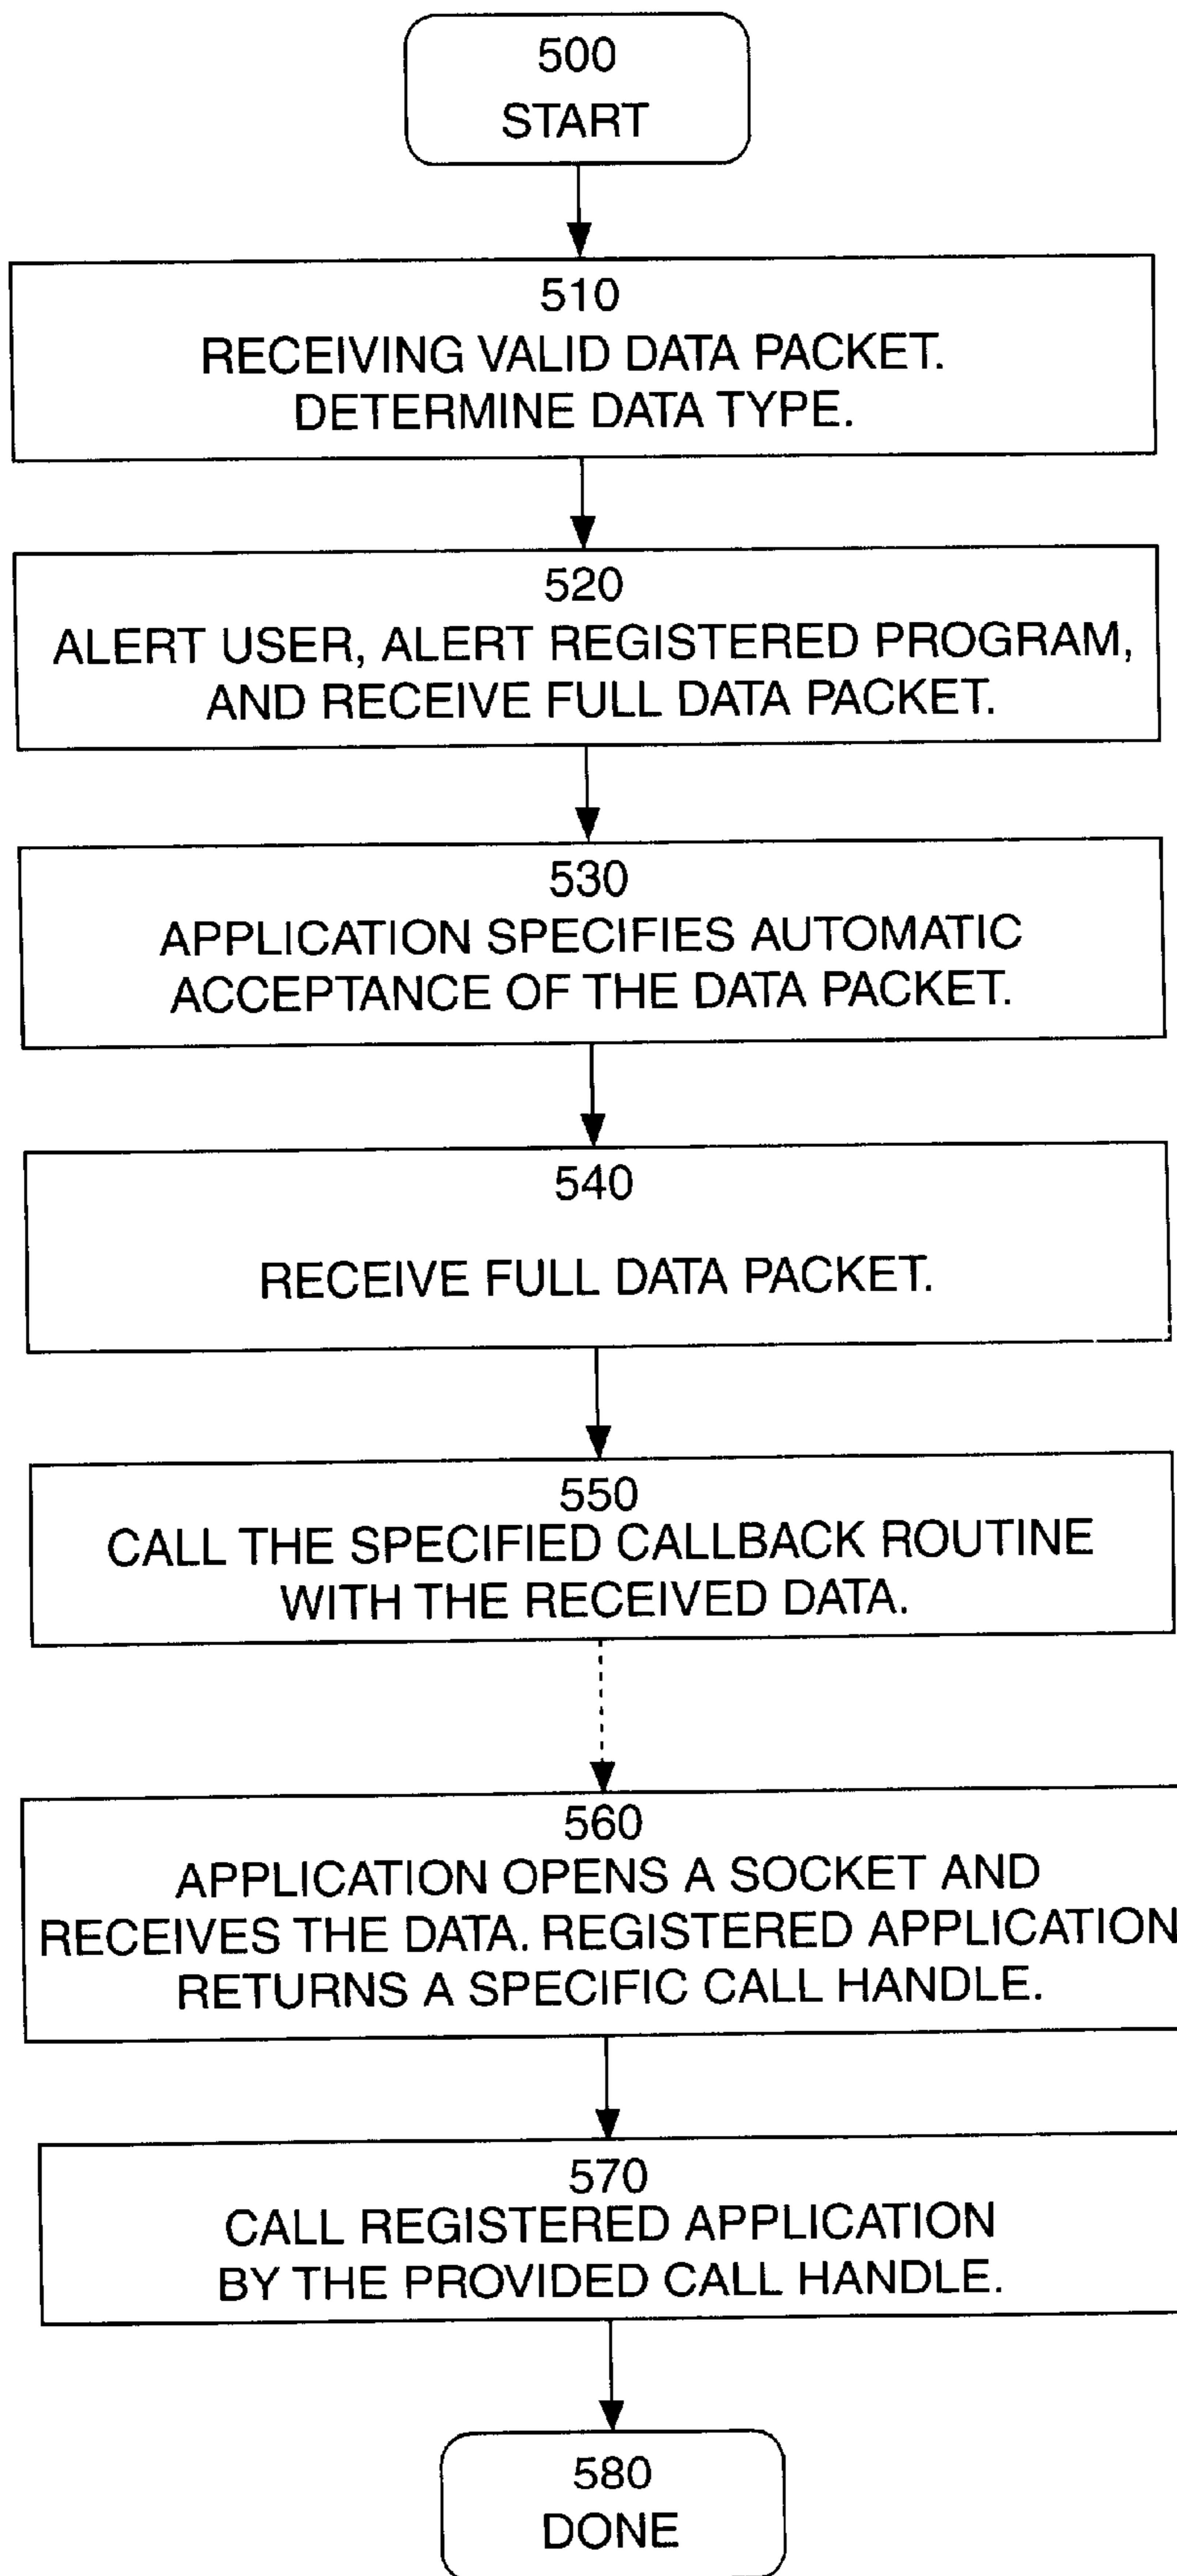 500
START
510
RECEIVING VALID DATA PACKET.
DETERMINE DATA TYPE.
520
ALERT USER, ALERT REGISTERED PROGRAM,
AND RECEIVE FULL DATA PACKET.
530
APPLICATION SPECIFIES AUTOMATIC
ACCEPTANCE OF THE DATA PACKET.
540
RECEIVE FULL DATA PACKET.
550
CALL THE SPECIFIED CALLBACK ROUTINE
WITH THE RECEIVED DATA.
560
APPLICATION OPENS A SOCKET AND
RECEIVES THE DATA. REGISTERED APPLICATION
RETURNS A SPECIFIC CALL HANDLE.
570
CALL REGISTERED APPLICATION
BY THE PROVIDED CALL HANDLE.
580
DONE